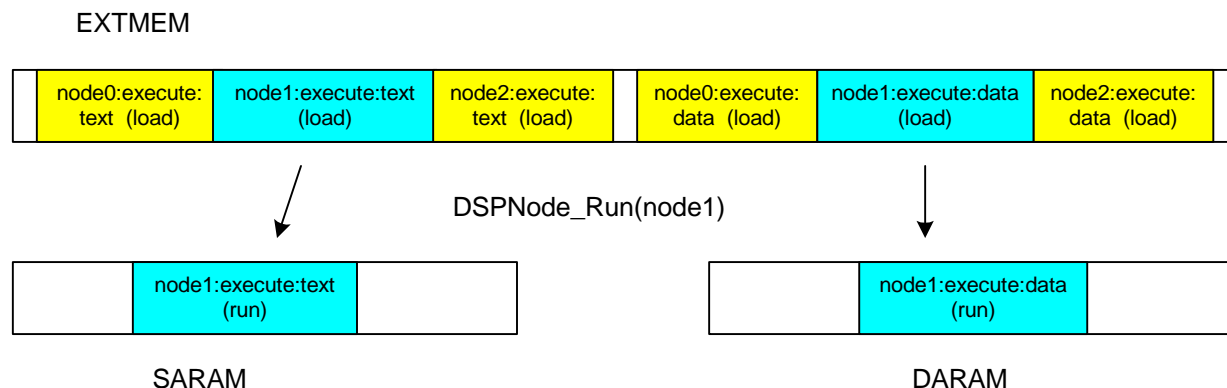 EXTMEM
node0:execute:
text (load)
node1:execute:text
(load)
node2:execute:
text (load)
node0:execute:
data (load)
node1:execute:data
(load)
node2:execute:
data (load)
DSPNode_Run(node1)
node1:execute:text
(run)
node1:execute:data
(run)
SARAM
DARAM